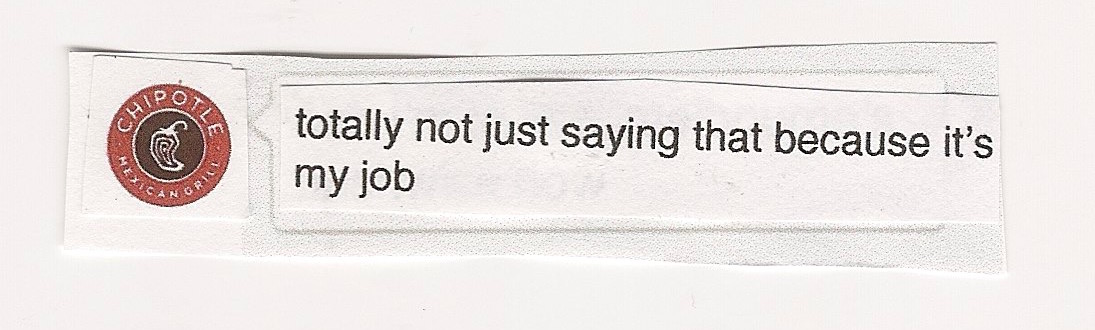 CHIPOTLE
MEXICAN GRILL
totally not just saying that because it's
my job